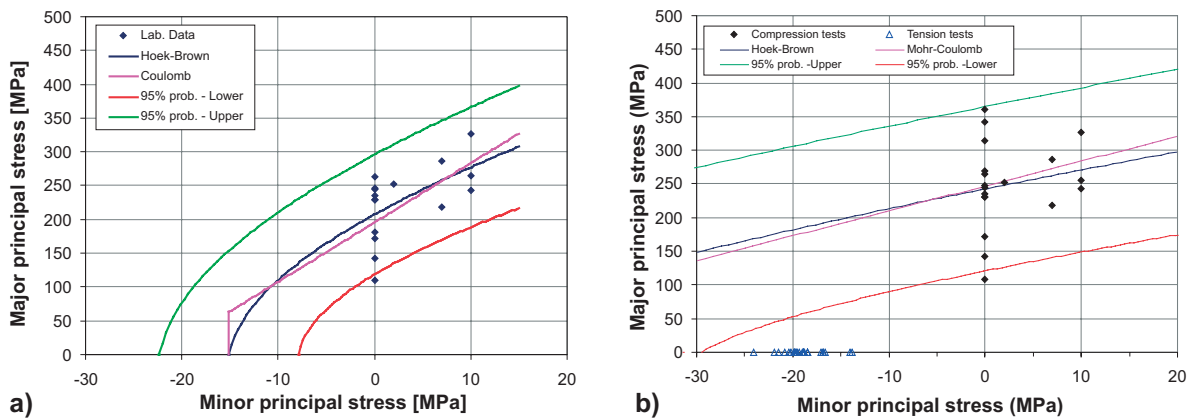 500
450
400
350
300
250
200
150
100
50
0
-30
-20
-10
0
10
20
Major principal stress [MPa]
Minor principal stress [MPa]
Lab. Data
Hoek-Brown
Coulomb
95% prob. - Lower
95% prob. - Upper
a)
500
450
400
350
300
250
200
150
100
50
0
-30
-20
-10
0
10
20
Major principal stress (MPa)
Minor principal stress (MPa)
Compression tests
Tension tests
Hoek-Brown
Mohr-Coulomb
95% prob. -Upper
95% prob. -Lower
b)